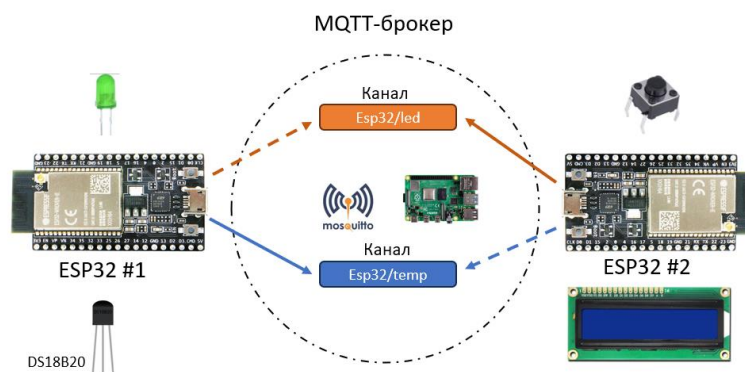 MQTT-брокер
Канал
Esp32/led
mosquitto
Канал
Esp32/temp
ESP32 #1
ESP32 #2
DS18B20